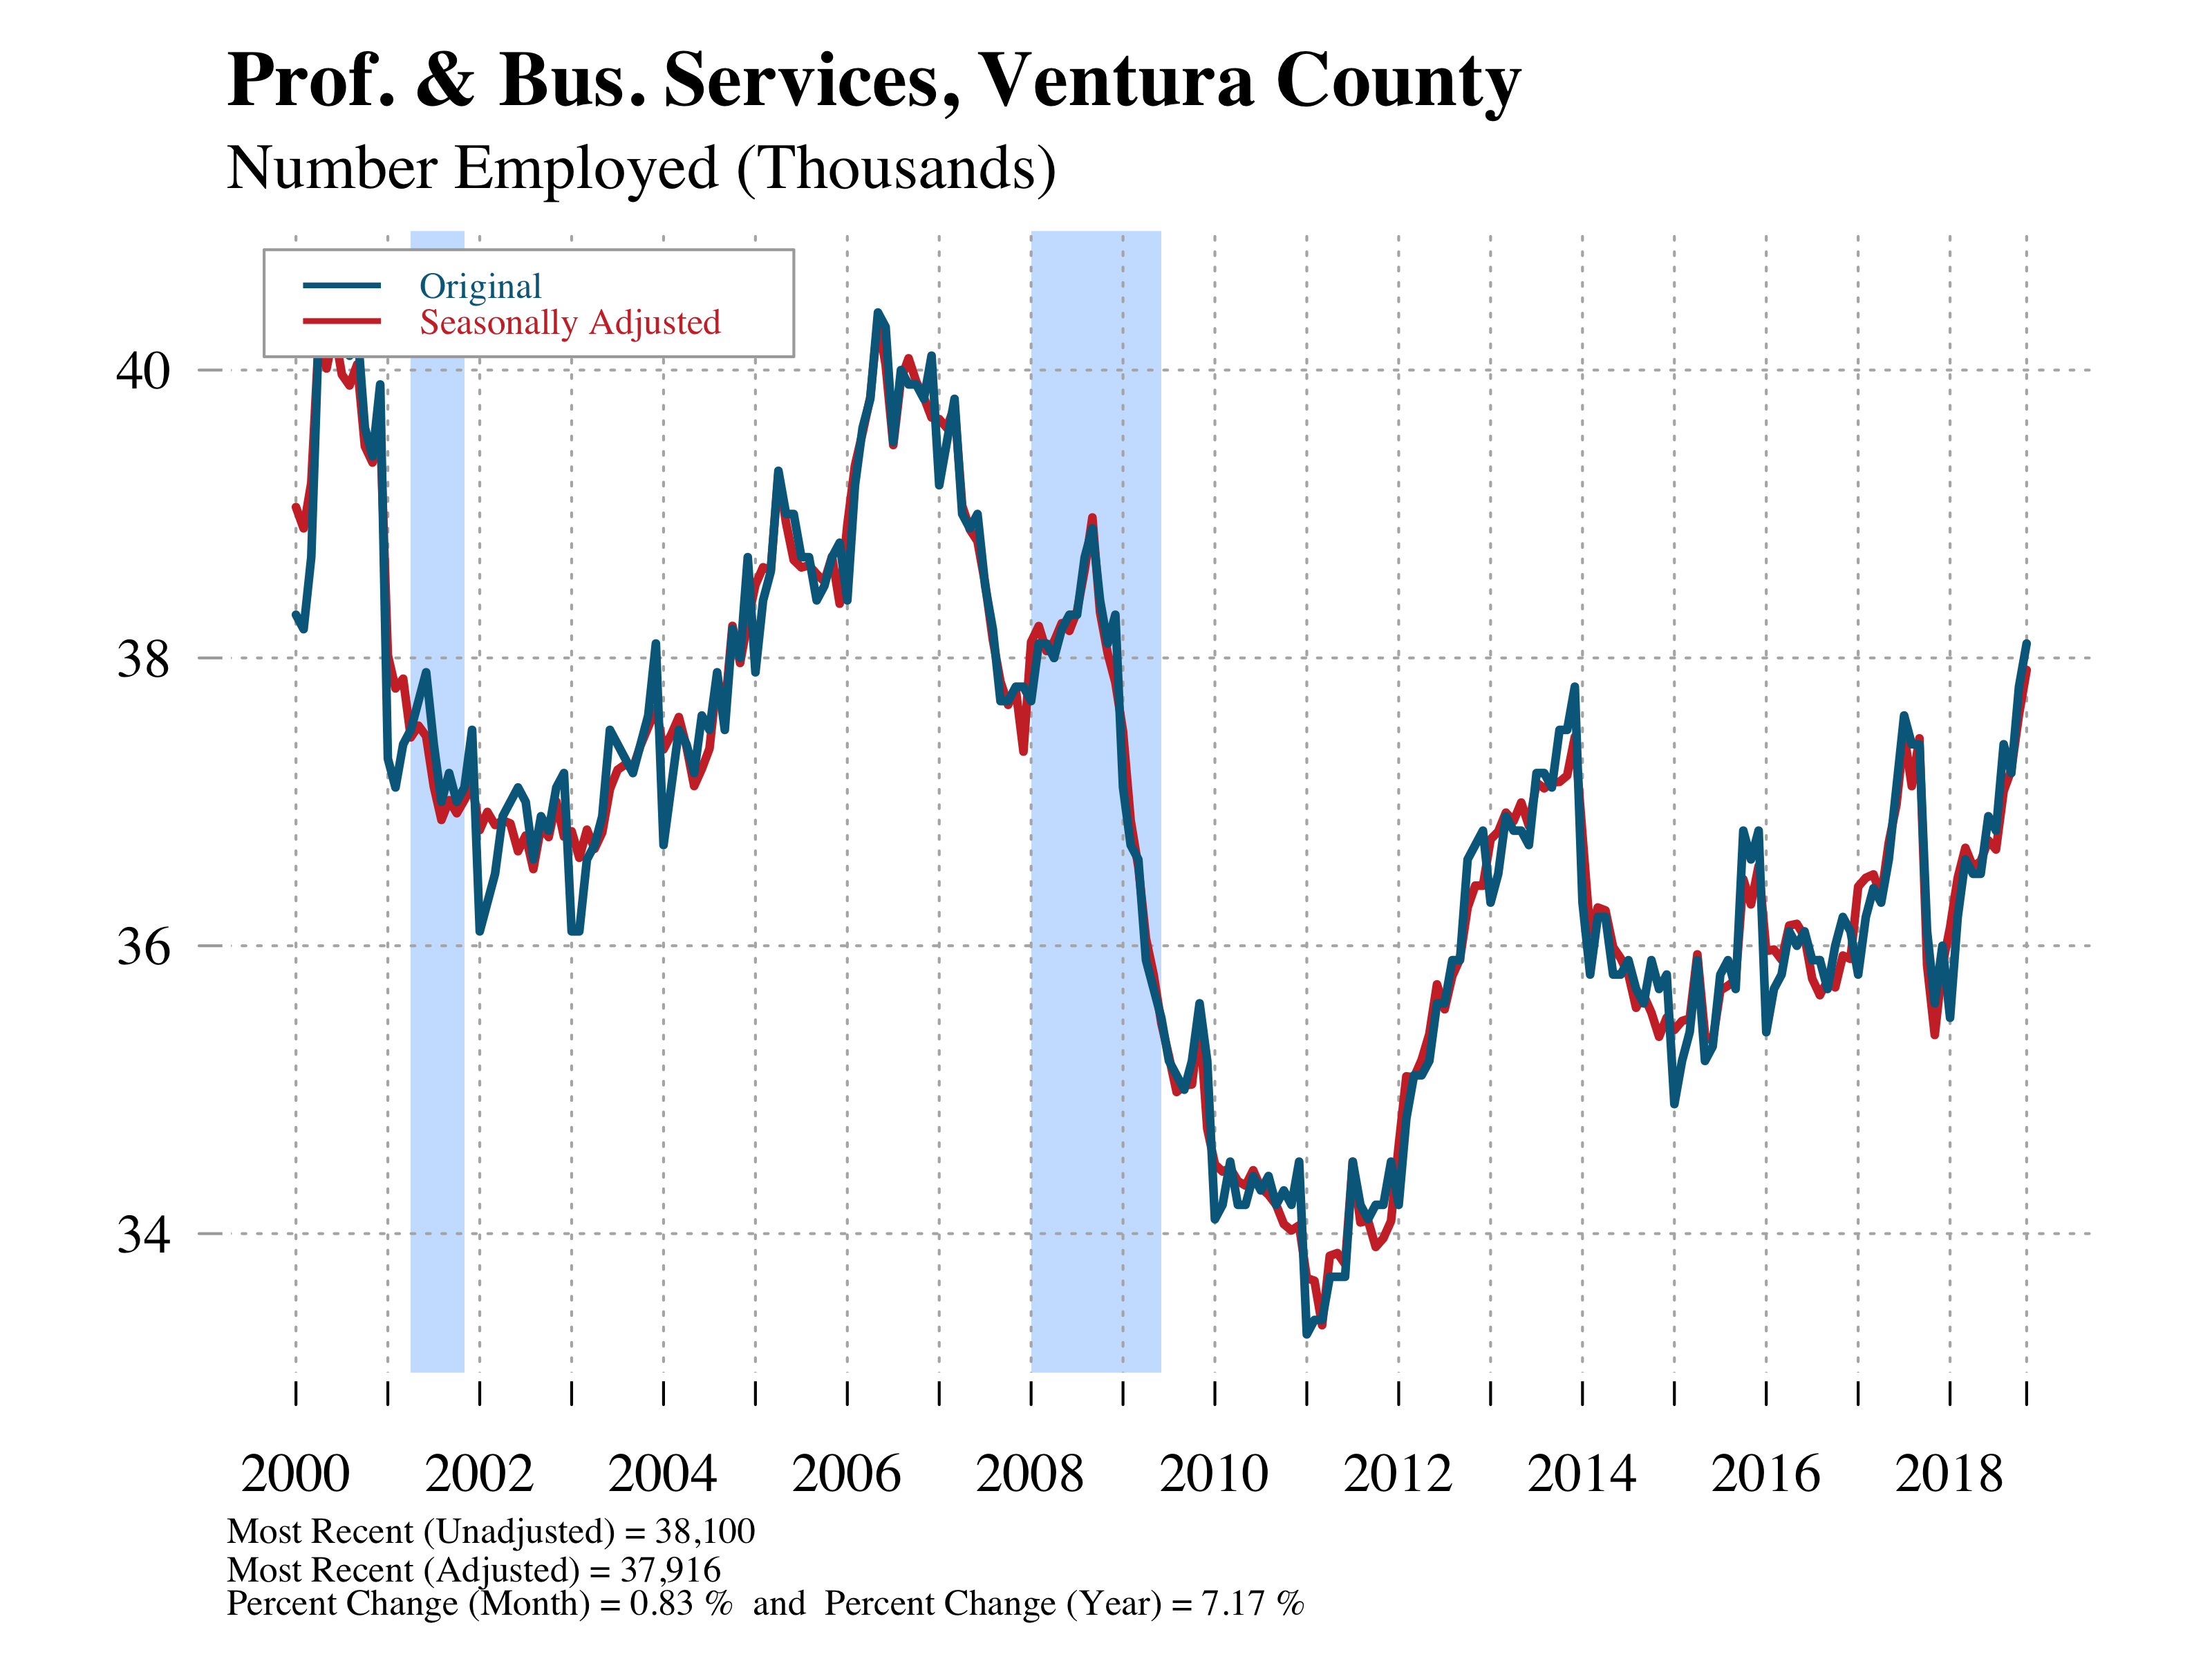 Prof. & Bus. Services, Ventura County
Number Employed (Thousands)
Original
Seasonally Adjusted
40
38
36
34
2000 2002 2004 2006 2008 2010 2012 2014 2016 2018
Most Recent (Unadjusted) = 38,100
Most Recent (Adjusted) = 37,916
Percent Change (Month) = 0.83 % and Percent Change (Year) = 7.17 %